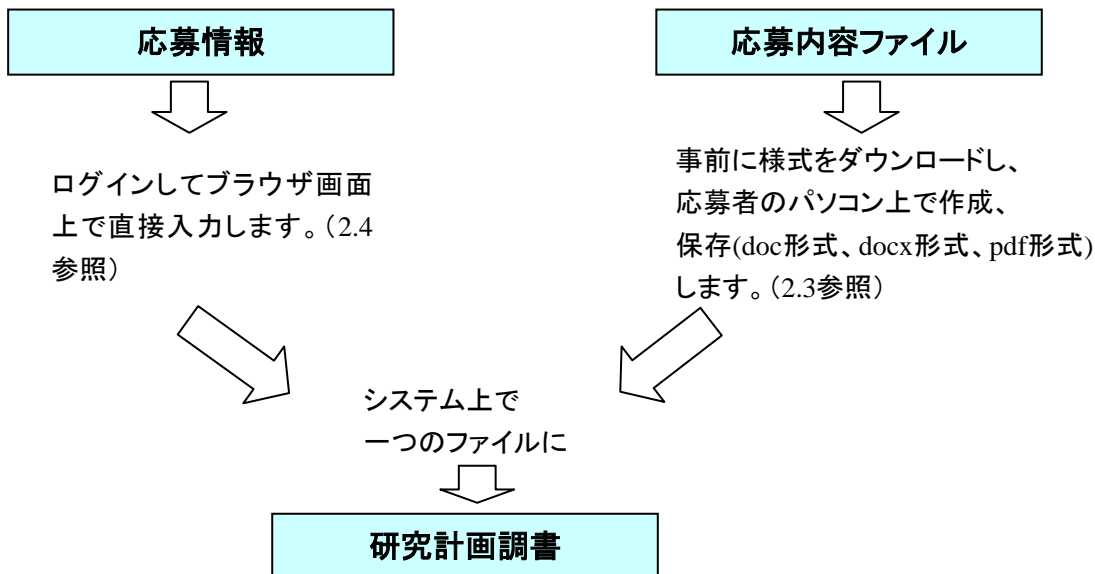 応募情報
応募内容ファイル
ログインしてブラウザ画面
上で直接入力します。（2.4
参照）
事前に様式をダウンロードし、
応募者のパソコン上で作成、
保存(doc形式、docx形式、pdf形式)
します。（2.3参照）
システム上で
一つのファイルに
研究計画調書